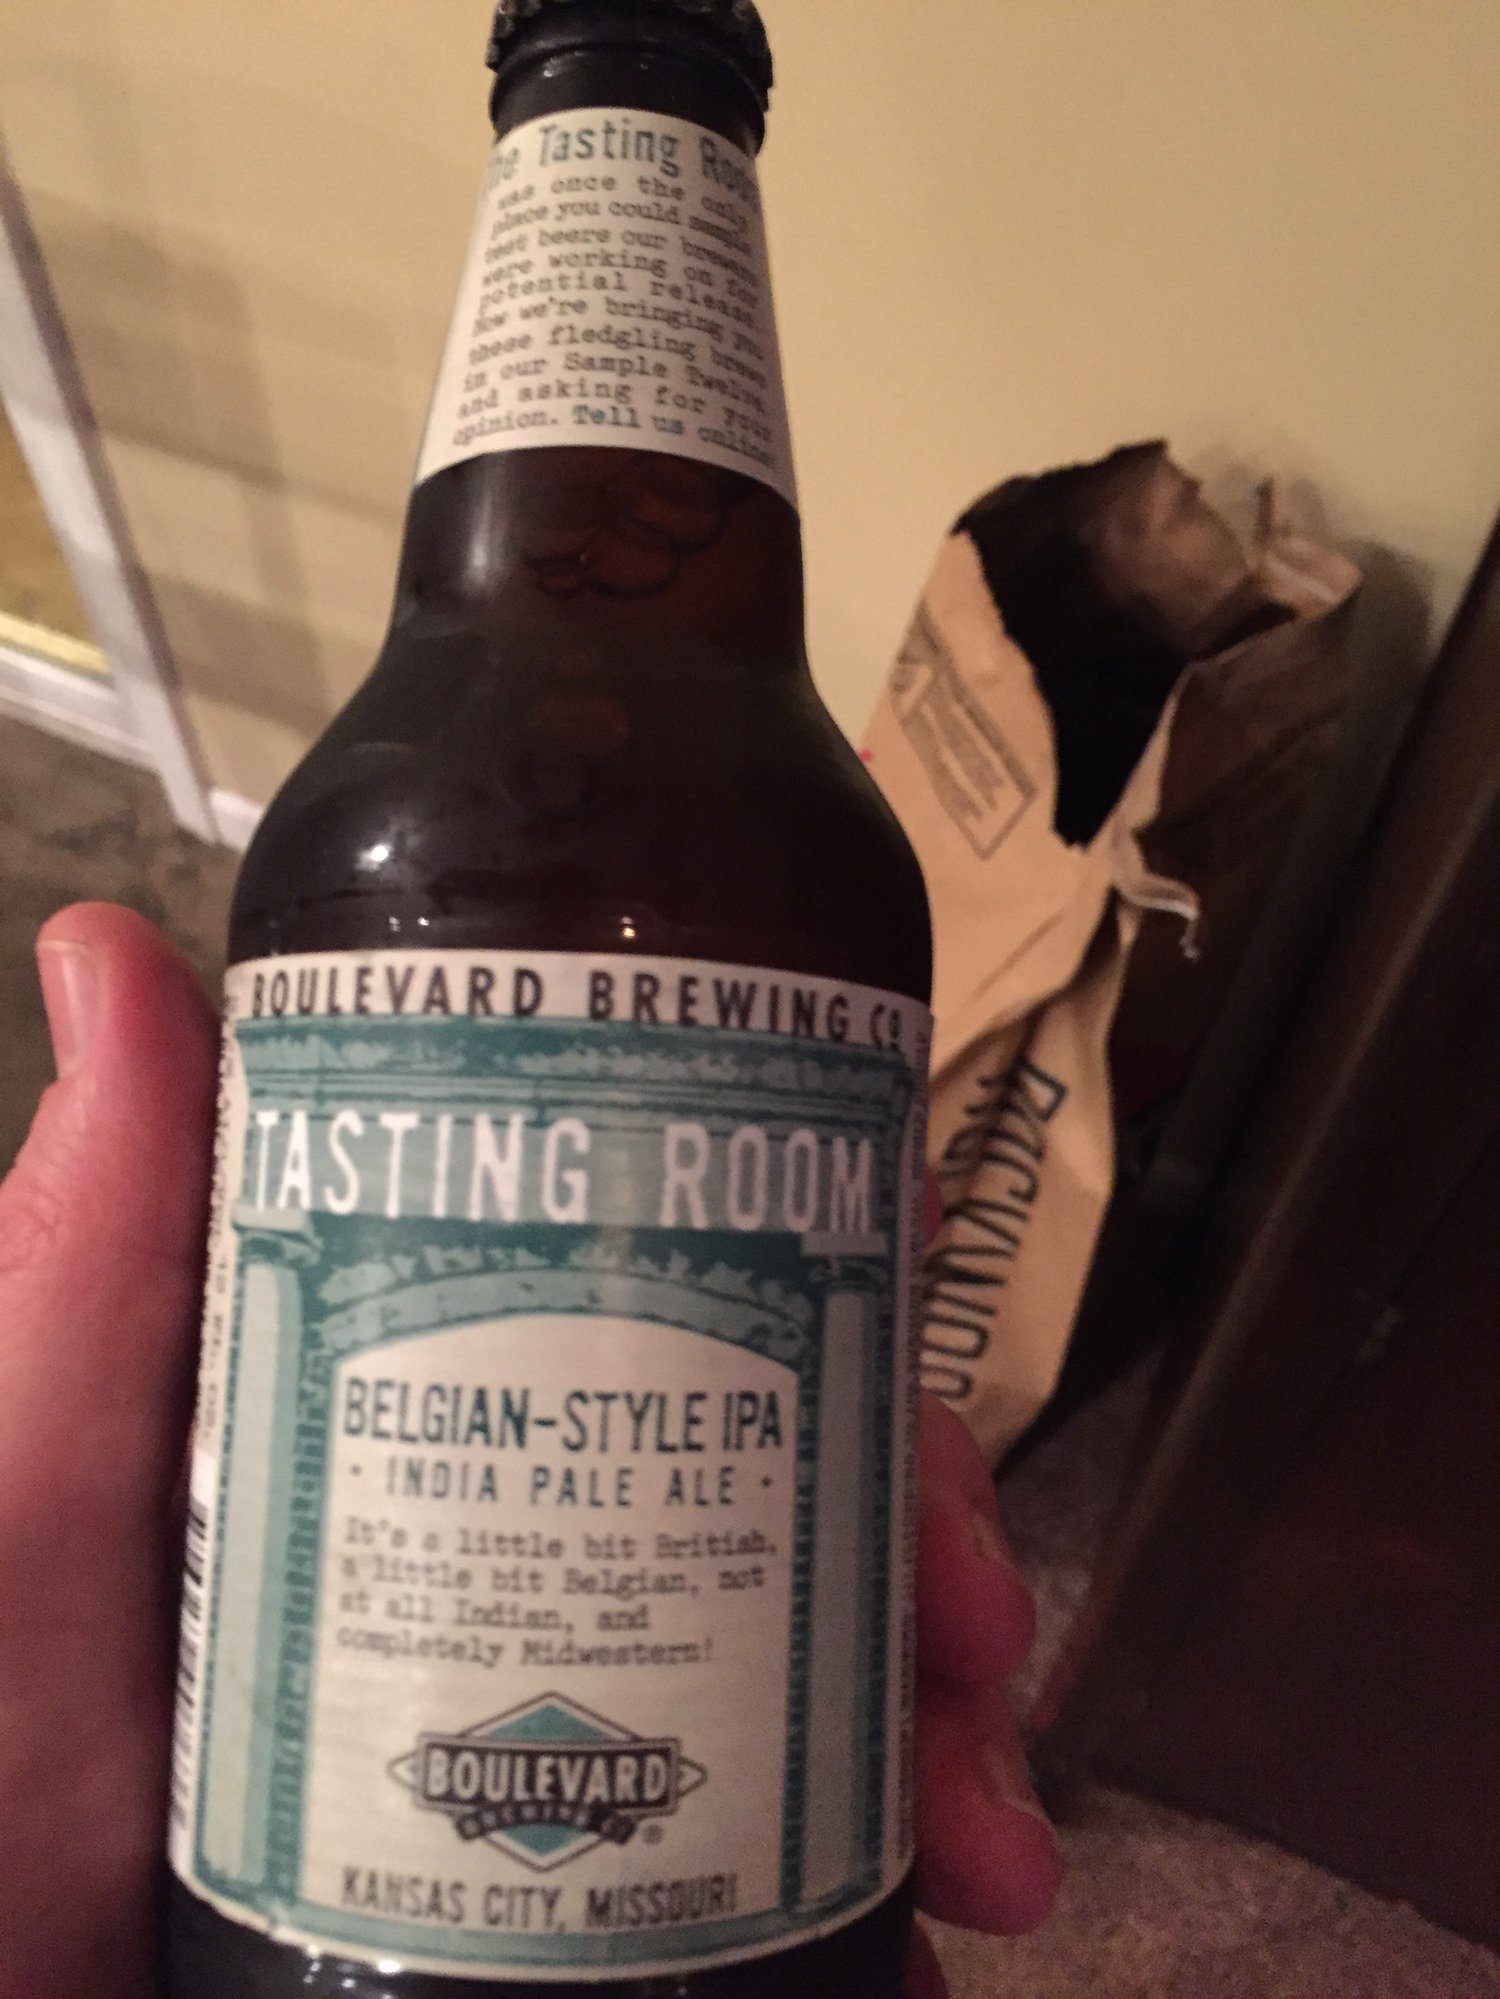 The Tasting Room
was once the only
place you could sample
test beers our brewers
were working on for
potential release.
Now we're bringing you
these fledgling brews
in our Sample Twelve
and asking for your
opinion. Tell us online
BOULEVARD BREWING Co.
TASTING ROOM
BELGIAN-STYLE IPA
· INDIA PALE ALE ·
It's a little bit British,
a little bit Belgian, not
at all Indian, and
completely Midwestern!
BOULEVARD
BREWING CO.
®
KANSAS CITY, MISSOURI